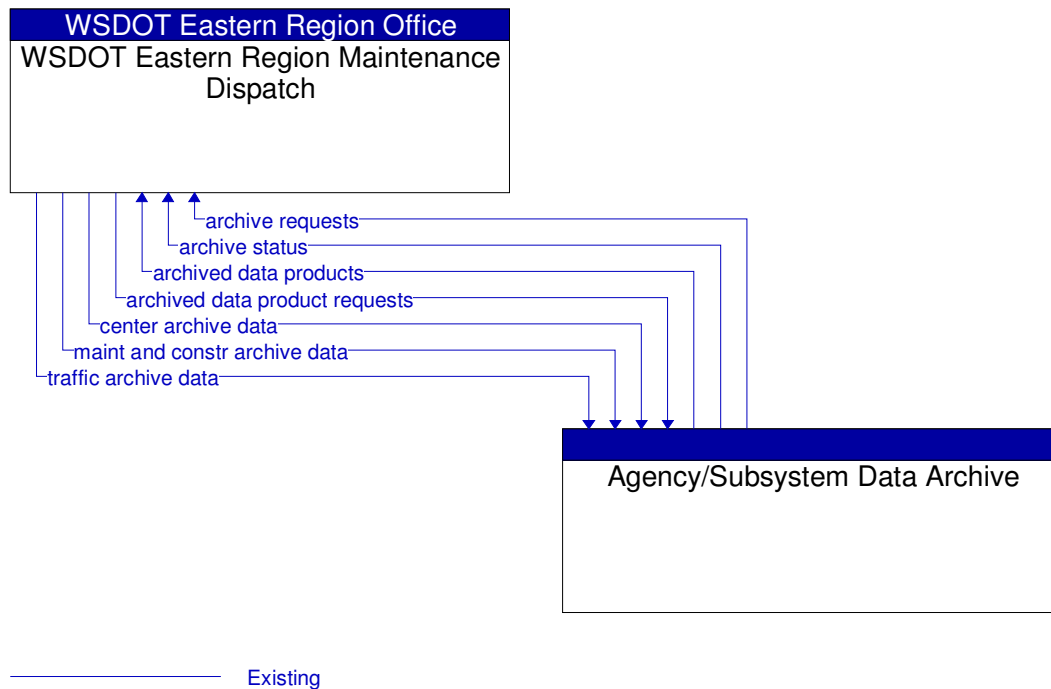 WSDOT Eastern Region Office
WSDOT Eastern Region Maintenance
Dispatch
archive requests
archive status
archived data products
archived data product requests
center archive data
maint and constr archive data
traffic archive data
Agency/Subsystem Data Archive
Existing